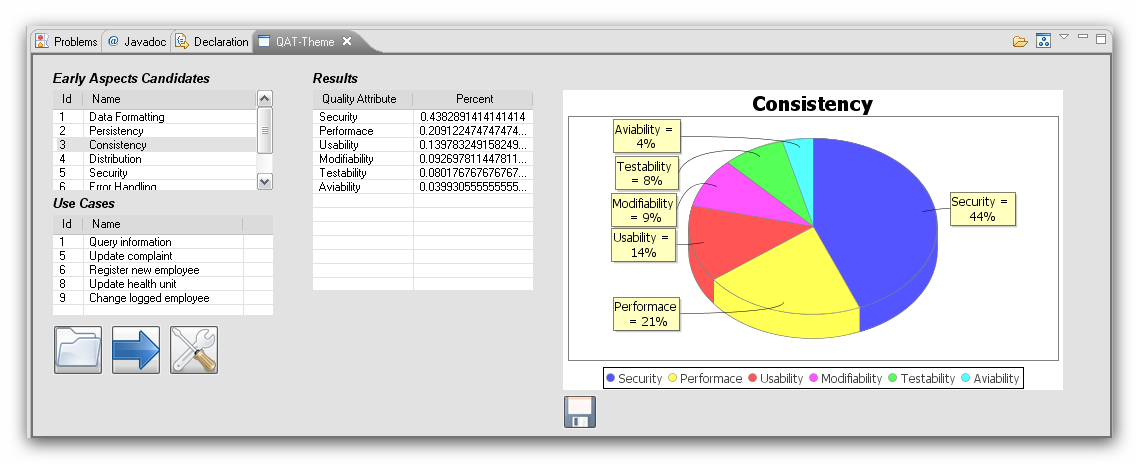 Problems @ Javadoc Declaration QAT-Theme
Early Aspects Candidates
Id Name
1 Data Formatting
2 Persistency
3 Consistency
4 Distribution
5 Security
6 Error Handling
Use Cases
Id Name
1 Query information
5 Update complaint
6 Register new employee
8 Update health unit
9 Change logged employee
Results
Quality Attribute Percent
Security 0.4382891414141414
Performace 0.209122474747474...
Usability 0.139783249158249...
Modifiability 0.092697811447811...
Testability 0.080176767676767...
Aviability 0.039930555555555...
Consistency
Aviability =
4%
Testability
= 8%
Modifiability
= 9%
Usability =
14%
Performace
= 21%
Security =
44%
Security Performace Usability Modifiability Testability Aviability